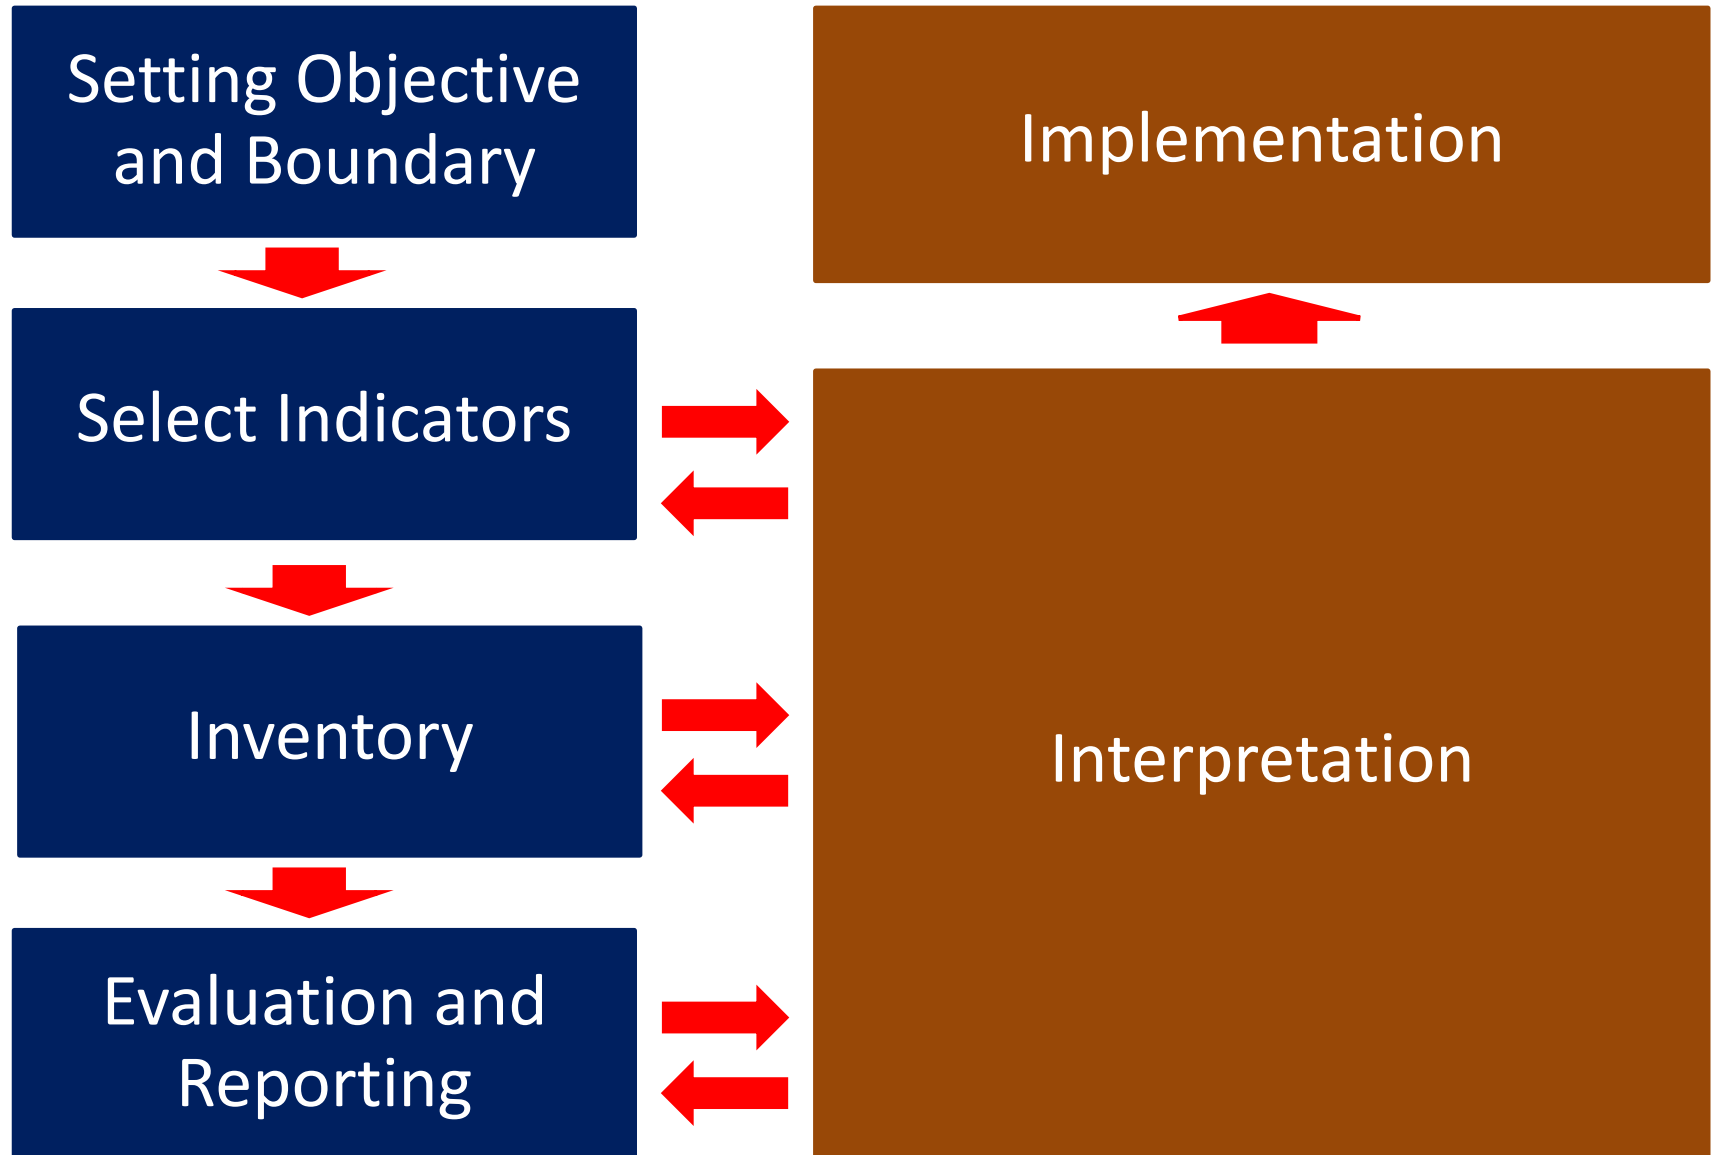 Setting Objective
and Boundary
Implementation
Select Indicators
Inventory
Interpretation
Evaluation and
Reporting